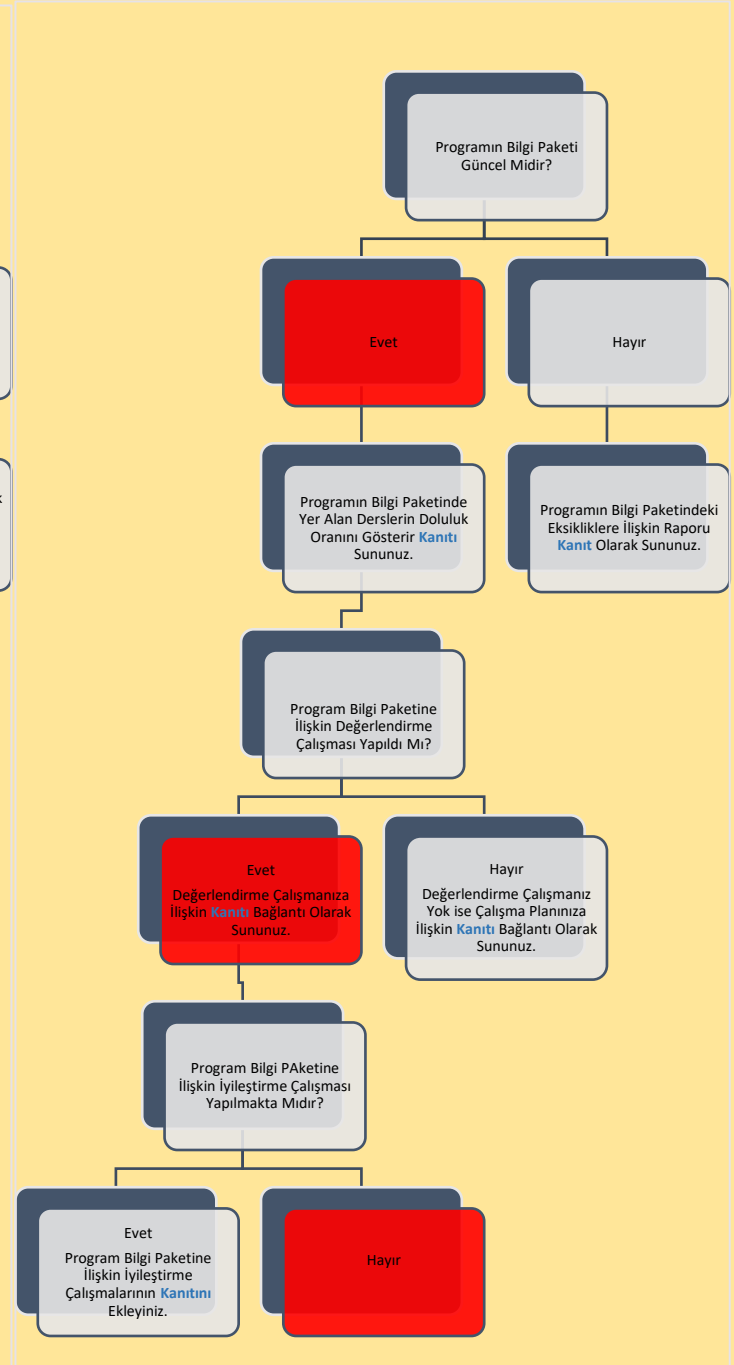 Programın Bilgi Paketi
Güncel Midir?
Evet
Hayır
Programın Bilgi Paketinde
Yer Alan Derslerin Doluluk
Oranını Gösterir Kanıtı
Sununuz.
Programın Bilgi Paketindeki
Eksikliklere İlişkin Raporu
Kanıt Olarak Sununuz.
Program Bilgi Paketine
İlişkin Değerlendirme
Çalışması Yapıldı Mı?
Evet
Değerlendirme Çalışmanıza
İlişkin Kanıtı Bağlantı Olarak
Sununuz.
Hayır
Değerlendirme Çalışmanız
Yok ise Çalışma Planınıza
İlişkin Kanıtı Bağlantı Olarak
Sununuz.
Program Bilgi PAketine
İlişkin İyileştirme Çalışması
Yapılmakta Mıdır?
Evet
Program Bilgi Paketine
İlişkin İyileştirme
Çalışmalarının Kanıtını
Ekleyiniz.
Hayır